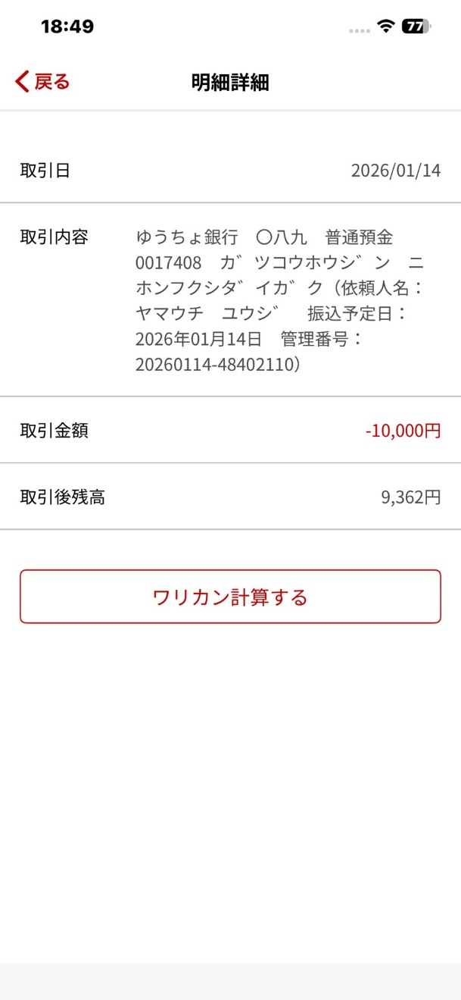 18:49
77
戻る
明細詳細
取引日
2026/01/14
取引内容
ゆうちょ銀行　〇八九　普通預金
0017408　カ゛ツコウホウシ゛ン　ニ
ホンフクシタ゛イカ゛ク（依頼人名：
ヤマウチ　ユウシ゛　振込予定日：
2026年01月14日　管理番号：
20260114-48402110）
取引金額
-10,000円
取引後残高
9,362円
ワリカン計算する